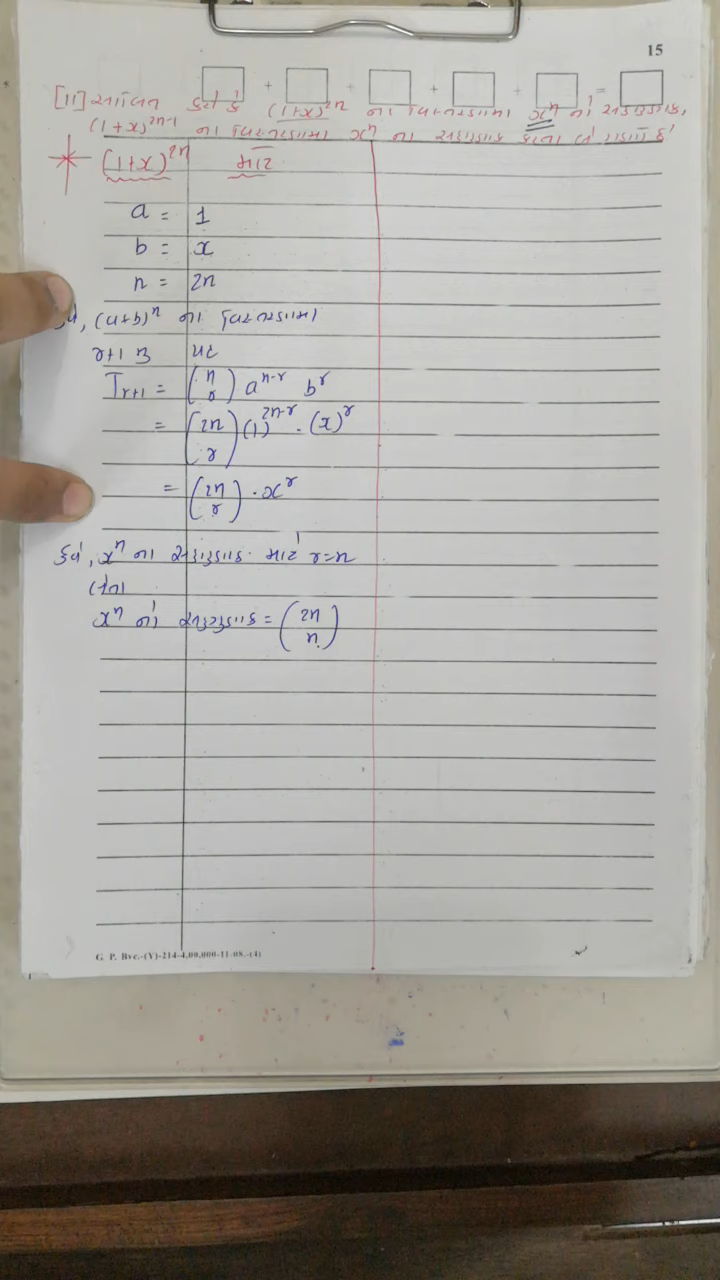 15
+ + + + =
[11] સાબિત કરો કે (1+x)²ⁿ ના વિસ્તરણમાં xⁿ નો સહગુણક,
(1+x)²ⁿ⁻¹ ના વિસ્તરણમાં xⁿ ના સહગુણક કરતાં
(1+x)²ⁿ માટે
a = 1
b = x
n = 2n
હવે, (a+b)ⁿ ના વિસ્તરણમાં
r+1 મું પદ
Tᵣ₊₁ = (n r) aⁿ⁻ʳ bʳ
= (2n r) (1)²ⁿ⁻ʳ · (x)ʳ
= (2n r) · xʳ
હવે, xⁿ ના સહગુણક માટે r=n
xⁿ નો સહગુણક = (2n n)
G. P. Bvc.-(Y)-214-4,00,000-11-08.-(4)